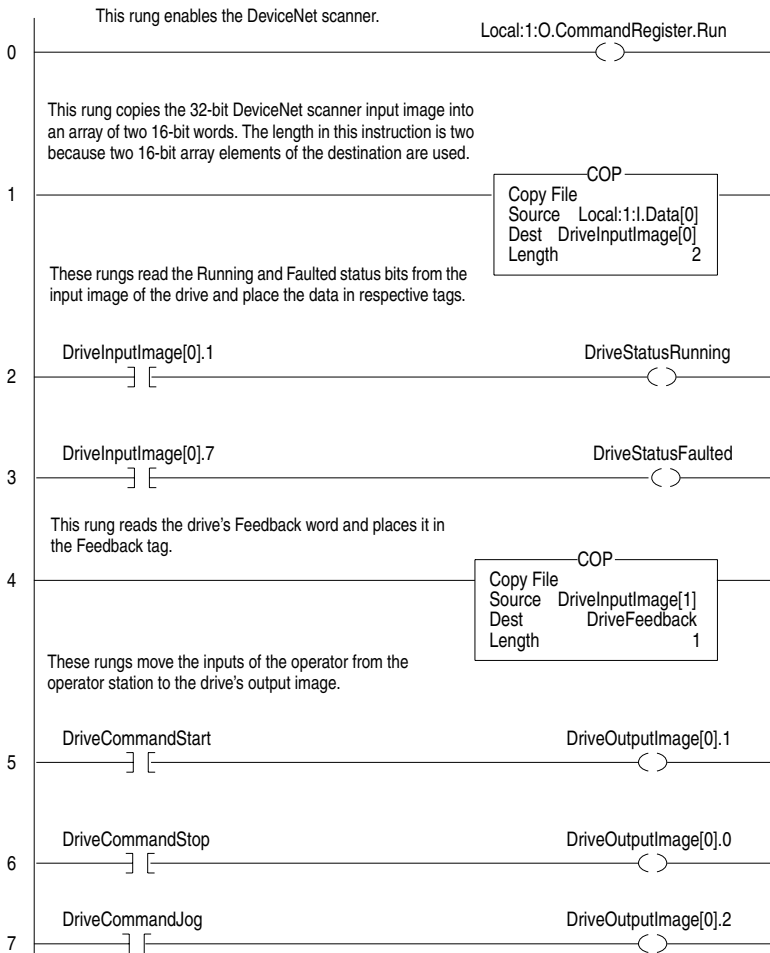 This rung enables the DeviceNet scanner.
Local:1:O.CommandRegister.Run
0
This rung copies the 32-bit DeviceNet scanner input image into
an array of two 16-bit words. The length in this instruction is two
because two 16-bit array elements of the destination are used.
1
COP
Copy File
Source Local:1:I.Data[0]
Dest DriveInputImage[0]
Length 2
These rungs read the Running and Faulted status bits from the
input image of the drive and place the data in respective tags.
DriveInputImage[0].1
DriveStatusRunning
2
DriveInputImage[0].7
DriveStatusFaulted
3
This rung reads the drive's Feedback word and places it in
the Feedback tag.
4
COP
Copy File
Source DriveInputImage[1]
Dest DriveFeedback
Length 1
These rungs move the inputs of the operator from the
operator station to the drive's output image.
DriveCommandStart
DriveOutputImage[0].1
5
DriveCommandStop
DriveOutputImage[0].0
6
DriveCommandJog
DriveOutputImage[0].2
7